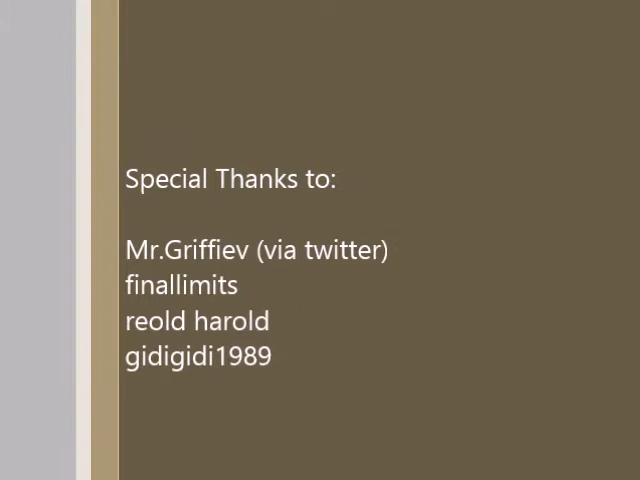 Special Thanks to:
Mr.Griffiev (via twitter)
finallimits
reold harold
gidigidi1989